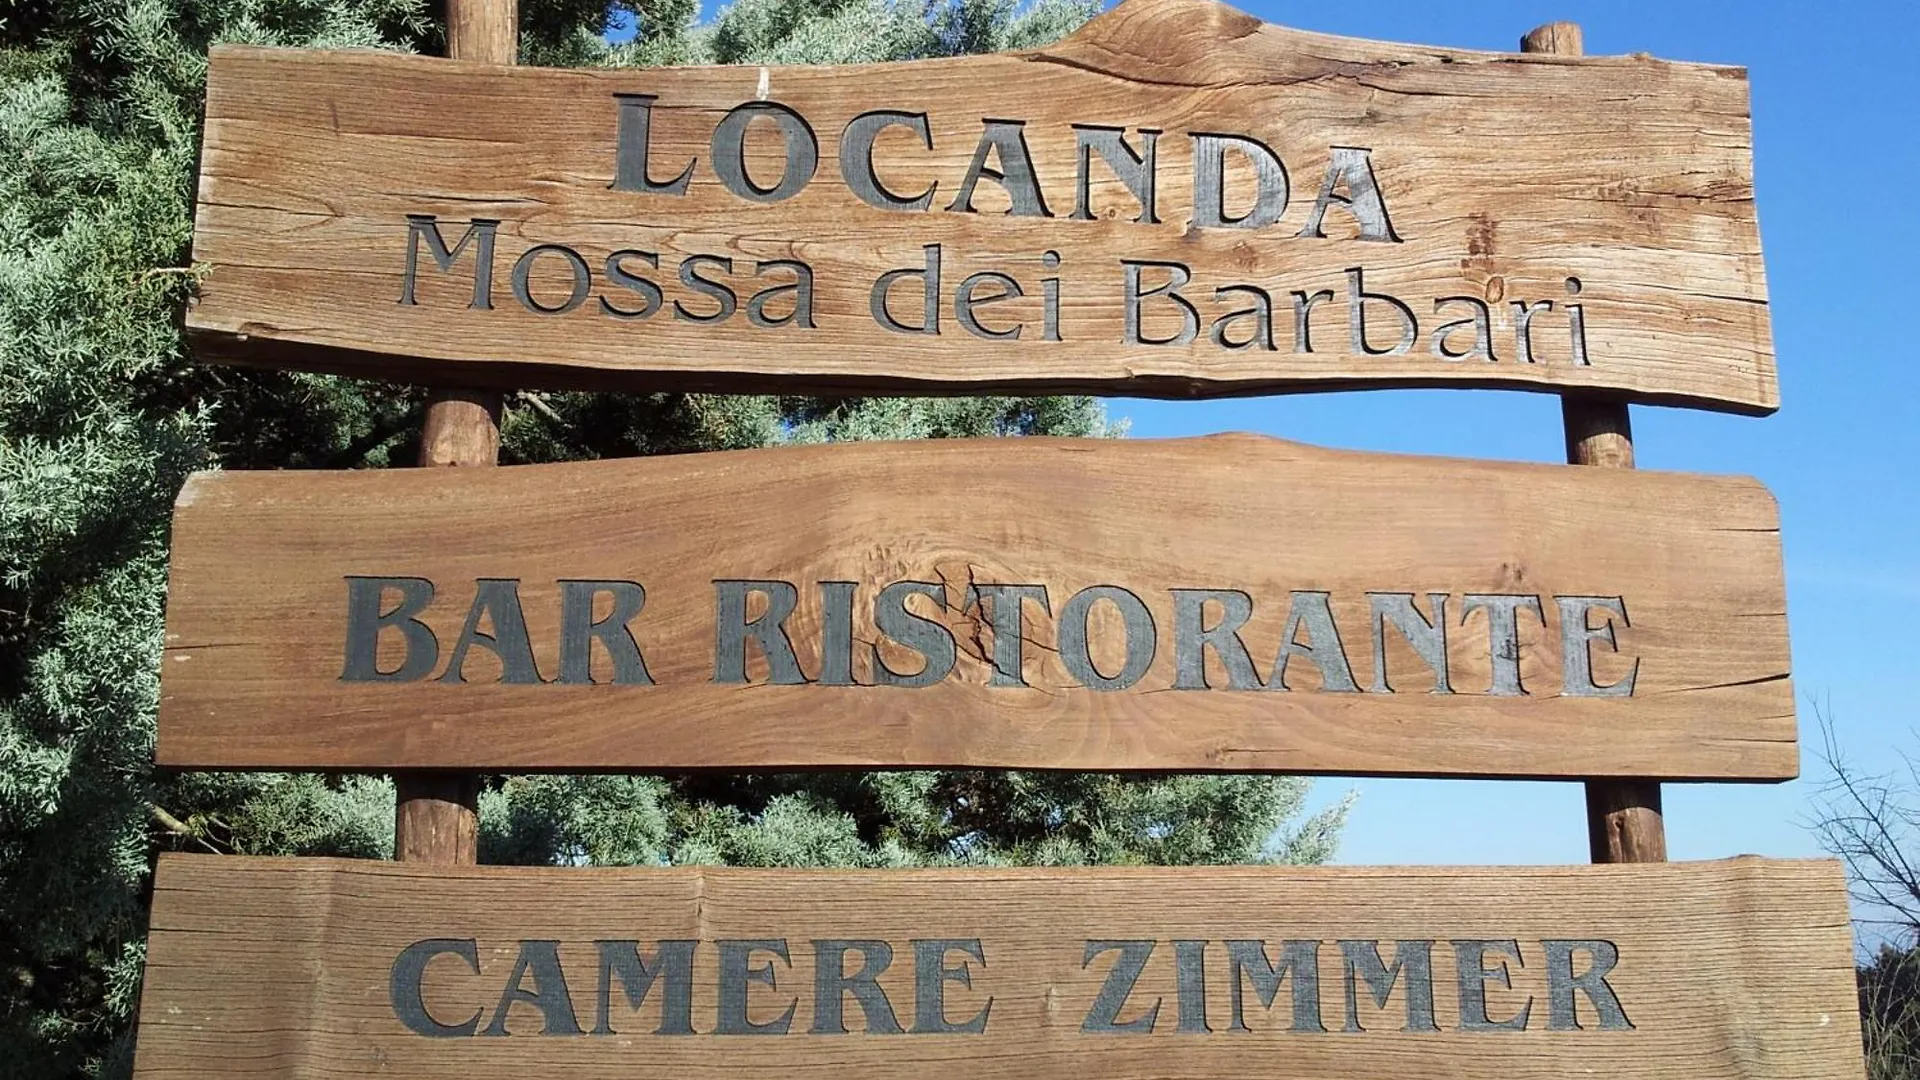 LOCANDA
Mossa dei Barbari
BAR RISTORANTE
CAMERE ZIMMER